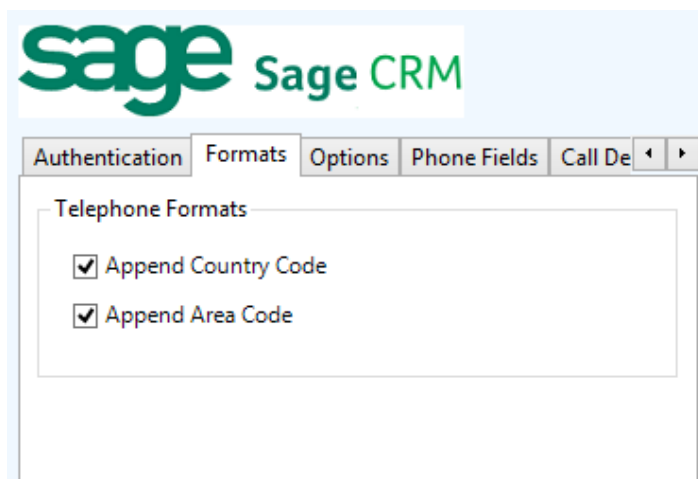 sage Sage CRM
Authentication Formats Options Phone Fields Call De
Telephone Formats
Append Country Code
Append Area Code